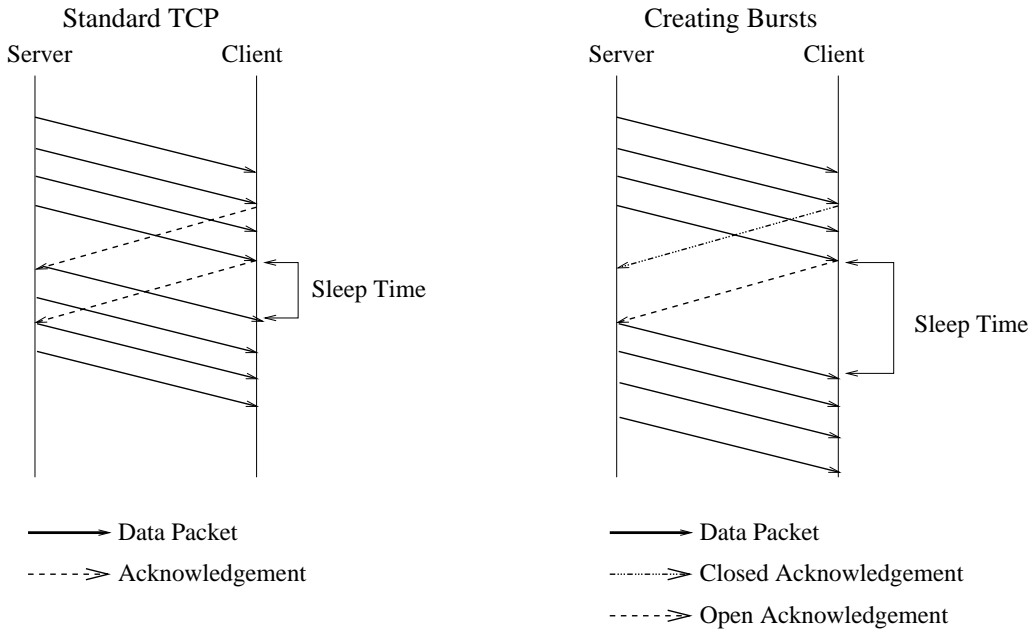 Standard TCP
Server
Client
Sleep Time
Data Packet
Acknowledgement
Creating Bursts
Server
Client
Sleep Time
Data Packet
Closed Acknowledgement
Open Acknowledgement